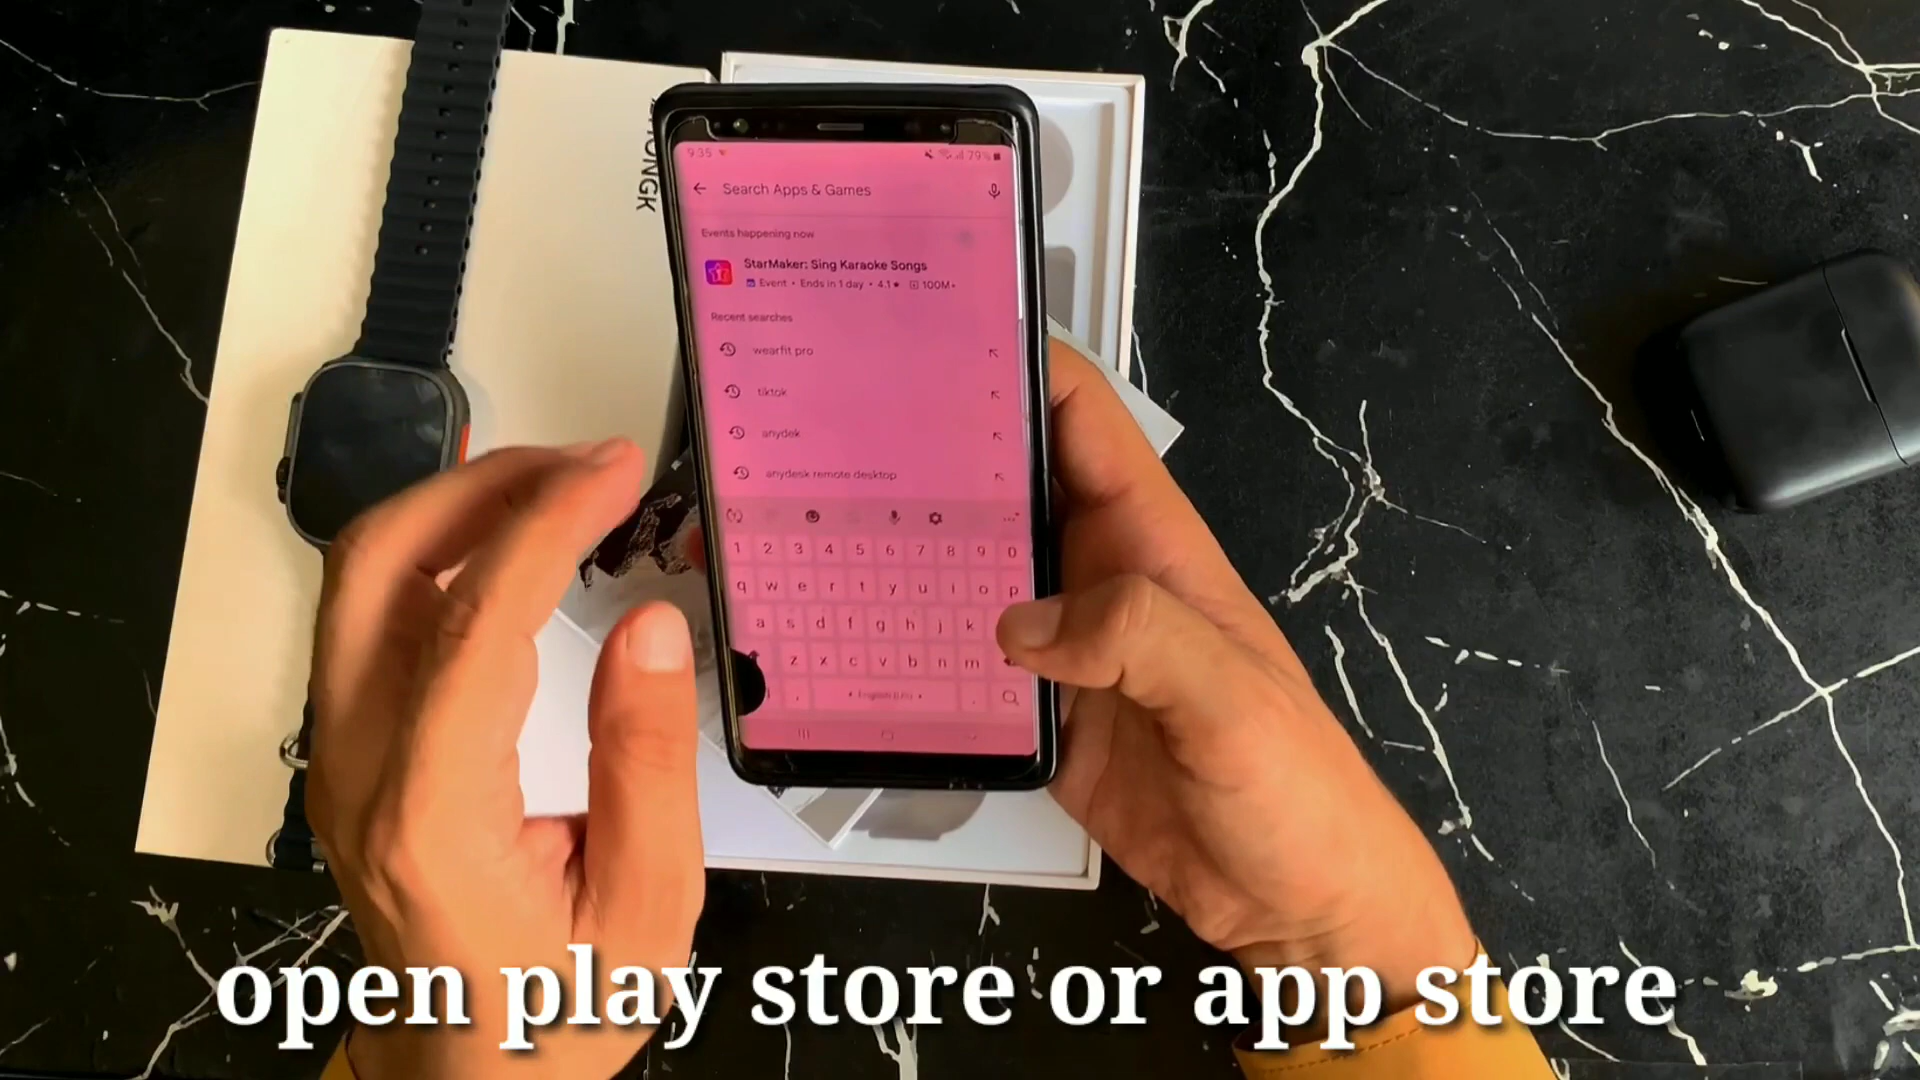 9:35
79%
Search Apps & Games
Events happening now
StarMaker: Sing Karaoke Songs
Event • Ends in 1 day • 4.1★ 100M+
Recent searches
wearfit pro
tiktok
anydek
anydesk remote desktop
1 2 3 4 5 6 7 8 9 0
q w e r t y u i o p
a s d f g h j k
z x c v b n m
, English .
open play store or app store